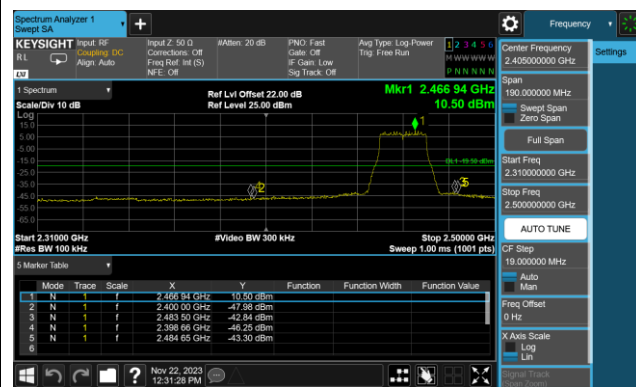 Spectrum Analyzer 1
Swept SA
Frequency
KEYSIGHT Input: RF
RL
Coupling: DC
Align: Auto
LXI
Input Z: 50 Ω
Corrections: Off
Freq Ref: Int (S)
NFE: Off
#Atten: 20 dB
PNO: Fast
Gate: Off
IF Gain: Low
Sig Track: Off
Avg Type: Log-Power
Trig: Free Run
1 2 3 4 5 6
M W W W W W
P N N N N N
Settings
1 Spectrum
Scale/Div 10 dB
Ref Lvl Offset 22.00 dB
Ref Level 25.00 dBm
Mkr1 2.466 94 GHz
10.50 dBm
Log
15.0
5.00
-5.00
-15.0
-25.0
-35.0
-45.0
-55.0
-65.0
1
DL1 -19.50 dBm
Start 2.31000 GHz
#Res BW 100 kHz
#Video BW 300 kHz
Stop 2.50000 GHz
Sweep 1.00 ms (1001 pts)
5 Marker Table
Mode Trace Scale X Y Function Function Width Function Value
1 N 1 f 2.466 94 GHz 10.50 dBm
2 N 1 f 2.400 00 GHz -47.98 dBm
3 N 1 f 2.483 50 GHz -42.84 dBm
4 N 1 f 2.398 66 GHz -46.25 dBm
5 N 1 f 2.484 65 GHz -43.30 dBm
6
Center Frequency
2.405000000 GHz
Span
190.000000 MHz
Swept Span
Zero Span
Full Span
Start Freq
2.310000000 GHz
Stop Freq
2.500000000 GHz
AUTO TUNE
CF Step
19.000000 MHz
Auto
Man
Freq Offset
0 Hz
X Axis Scale
Log
Lin
Signal Track
(Span Zoom)
Nov 22, 2023
12:31:28 PM